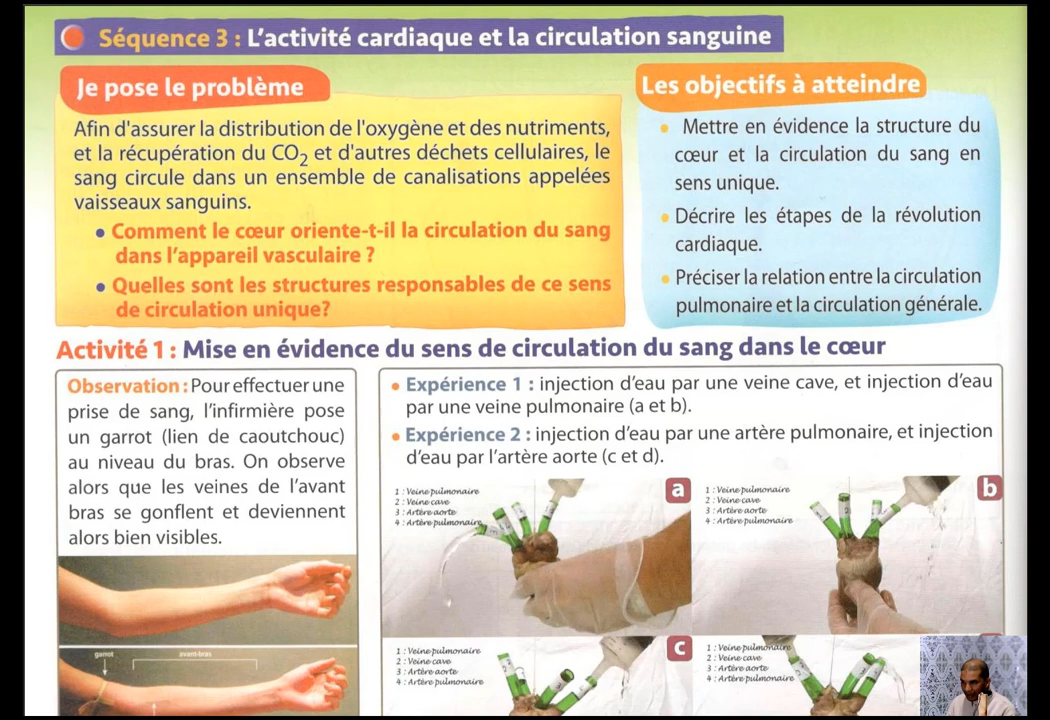 Séquence 3 : L'activité cardiaque et la circulation sanguine
Je pose le problème
Afin d'assurer la distribution de l'oxygène et des nutriments,
et la récupération du CO2 et d'autres déchets cellulaires, le
sang circule dans un ensemble de canalisations appelées
vaisseaux sanguins.
• Comment le cœur oriente-t-il la circulation du sang
dans l'appareil vasculaire ?
• Quelles sont les structures responsables de ce sens
de circulation unique?
Les objectifs à atteindre
• Mettre en évidence la structure du
cœur et la circulation du sang en
sens unique.
• Décrire les étapes de la révolution
cardiaque.
• Préciser la relation entre la circulation
pulmonaire et la circulation générale.
Activité 1 : Mise en évidence du sens de circulation du sang dans le cœur
Observation : Pour effectuer une
prise de sang, l'infirmière pose
un garrot (lien de caoutchouc)
au niveau du bras. On observe
alors que les veines de l'avant
bras se gonflent et deviennent
alors bien visibles.
garrot
avant-bras
• Expérience 1 : injection d'eau par une veine cave, et injection d'eau
par une veine pulmonaire (a et b).
• Expérience 2 : injection d'eau par une artère pulmonaire, et injection
d'eau par l'artère aorte (c et d).
1 : Veine pulmonaire
2 : Veine cave
3 : Artère aorte
4 : Artère pulmonaire
a
1 : Veine pulmonaire
2 : Veine cave
3 : Artère aorte
4 : Artère pulmonaire
b
1 : Veine pulmonaire
2 : Veine cave
3 : Artère aorte
4 : Artère pulmonaire
c
1 : Veine pulmonaire
2 : Veine cave
3 : Artère aorte
4 : Artère pulmonaire